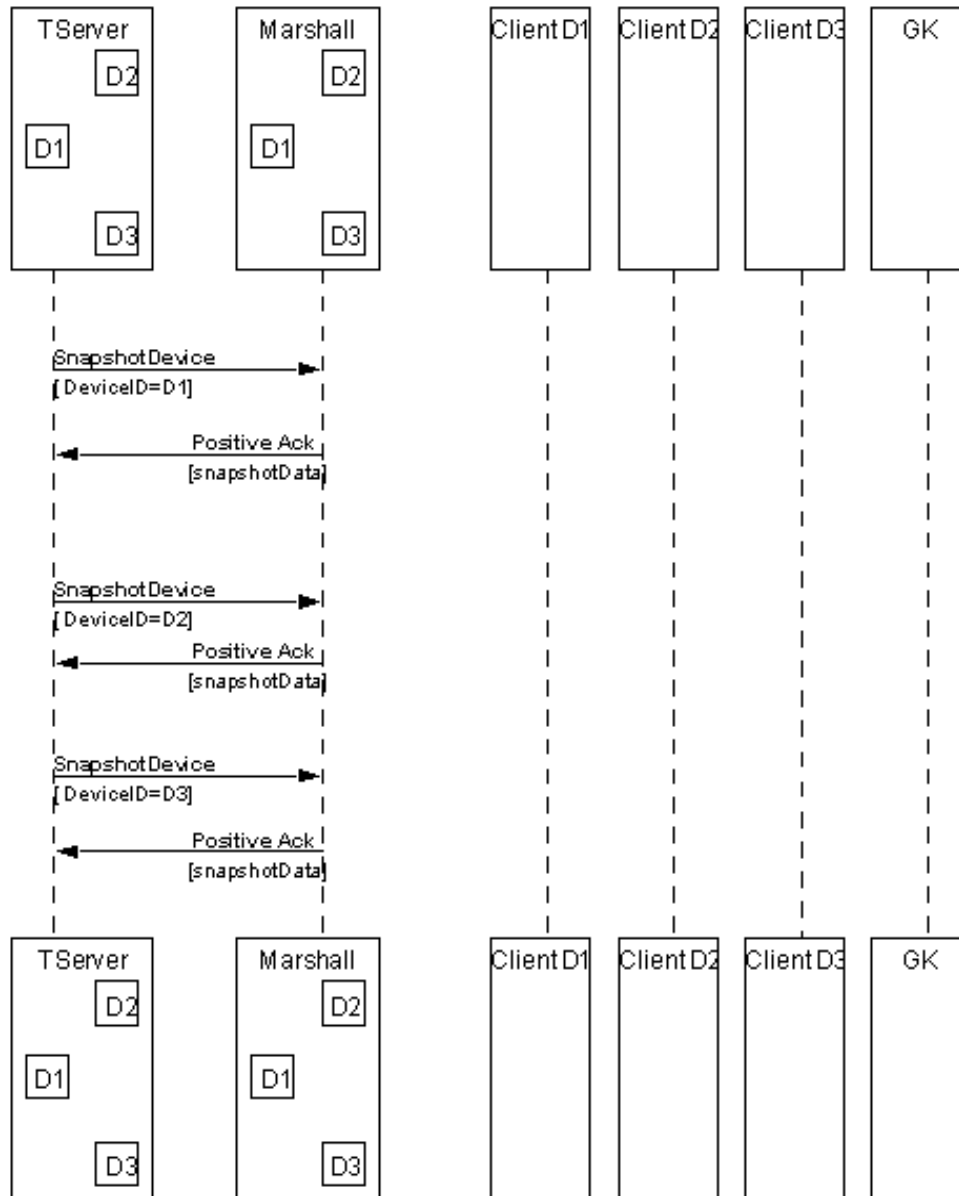 TServer
Marshall
Client D1
Client D2
Client D3
GK
D2
D2
D1
D1
D3
D3
SnapshotDevice
[ DeviceID=D1]
Positive Ack
[snapshotData]
SnapshotDevice
[ DeviceID=D2]
Positive Ack
[snapshotData]
SnapshotDevice
[ DeviceID=D3]
Positive Ack
[snapshotData]
TServer
Marshall
Client D1
Client D2
Client D3
GK
D2
D2
D1
D1
D3
D3